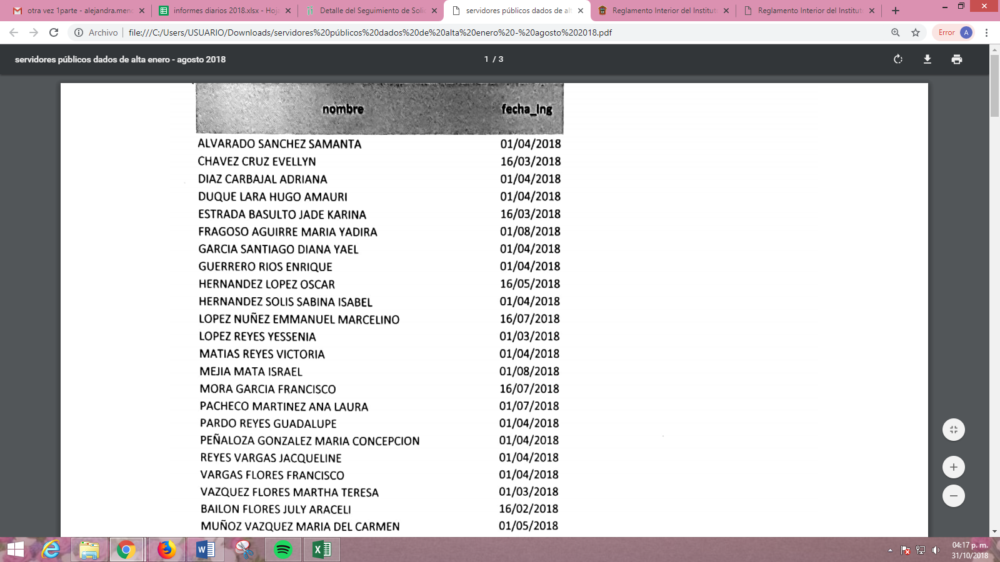 otra vez 1parte - alejandra.menc
informes diarios 2018.xlsx - Hoja
Detalle del Seguimiento de Solic
servidores públicos dados de alt
Reglamento Interior del Institut
Reglamento Interior del Institut
Archivo file:///C:/Users/USUARIO/Downloads/servidores%20públicos%20dados%20de%20alta%20enero%20-%20agosto%202018.pdf Error A
servidores públicos dados de alta enero - agosto 2018 1 / 3
nombre fecha_Ing
ALVARADO SANCHEZ SAMANTA 01/04/2018
CHAVEZ CRUZ EVELLYN 16/03/2018
DIAZ CARBAJAL ADRIANA 01/04/2018
DUQUE LARA HUGO AMAURI 01/04/2018
ESTRADA BASULTO JADE KARINA 16/03/2018
FRAGOSO AGUIRRE MARIA YADIRA 01/08/2018
GARCIA SANTIAGO DIANA YAEL 01/04/2018
GUERRERO RIOS ENRIQUE 01/04/2018
HERNANDEZ LOPEZ OSCAR 16/05/2018
HERNANDEZ SOLIS SABINA ISABEL 01/04/2018
LOPEZ NUÑEZ EMMANUEL MARCELINO 16/07/2018
LOPEZ REYES YESSENIA 01/03/2018
MATIAS REYES VICTORIA 01/04/2018
MEJIA MATA ISRAEL 01/08/2018
MORA GARCIA FRANCISCO 16/07/2018
PACHECO MARTINEZ ANA LAURA 01/07/2018
PARDO REYES GUADALUPE 01/04/2018
PEÑALOZA GONZALEZ MARIA CONCEPCION 01/04/2018
REYES VARGAS JACQUELINE 01/04/2018
VARGAS FLORES FRANCISCO 01/04/2018
VAZQUEZ FLORES MARTHA TERESA 01/03/2018
BAILON FLORES JULY ARACELI 16/02/2018
MUÑOZ VAZQUEZ MARIA DEL CARMEN 01/05/2018
04:17 p. m.
31/10/2018